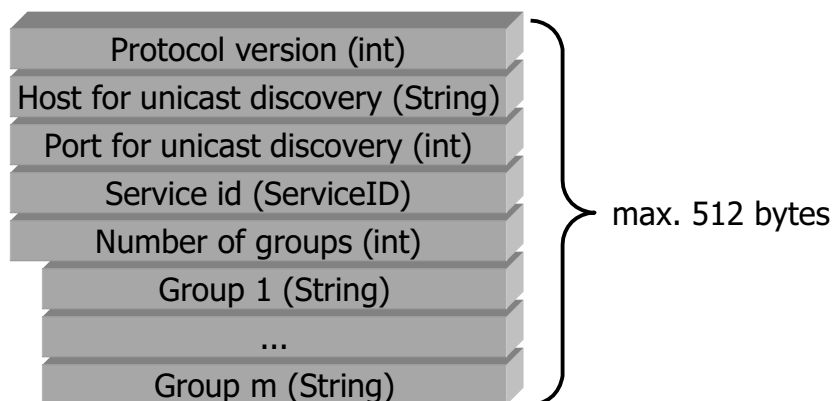 Protocol version (int)
Host for unicast discovery (String)
Port for unicast discovery (int)
Service id (ServiceID)
Number of groups (int)
Group 1 (String)
...
Group m (String)
max. 512 bytes